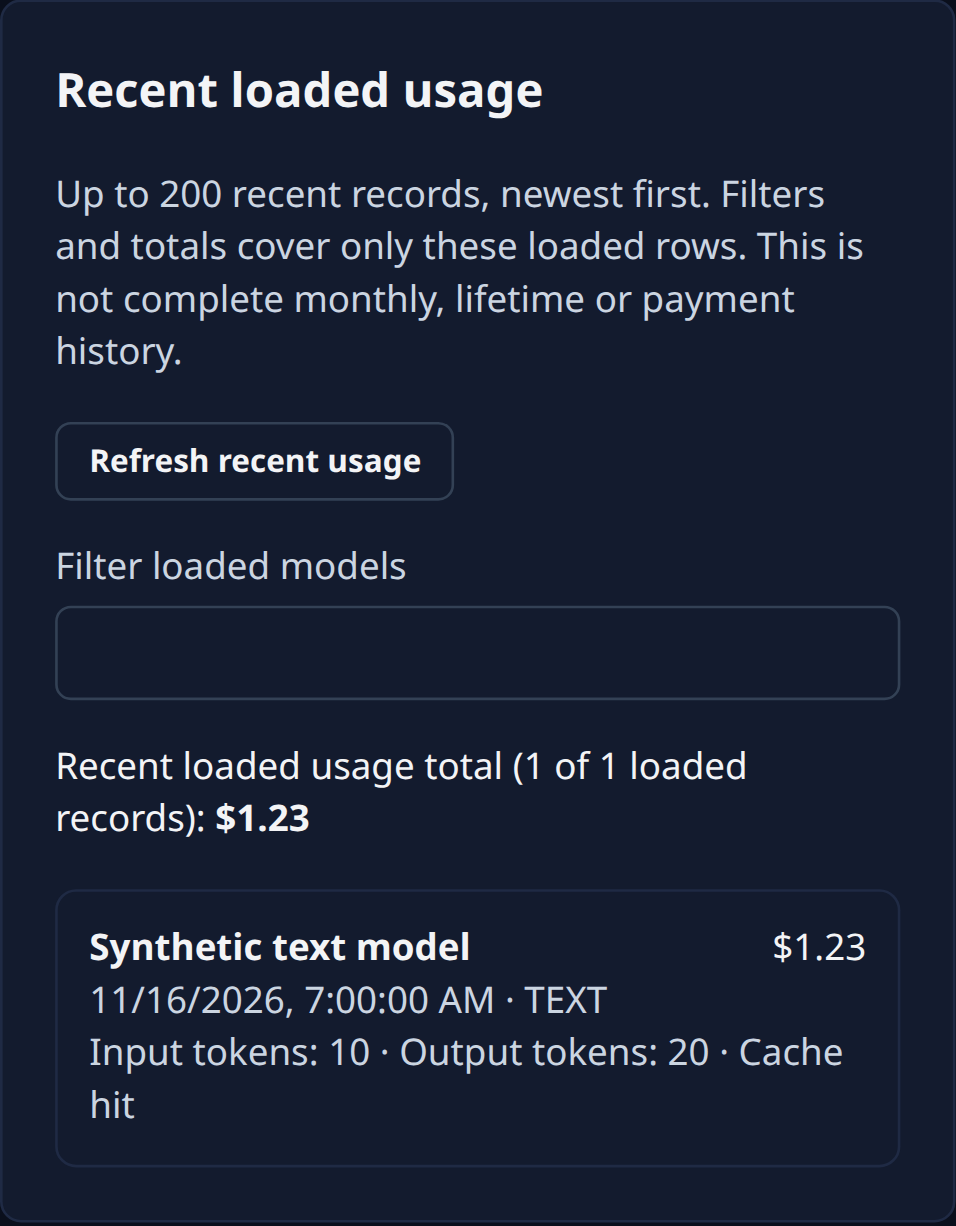 Recent loaded usage
Up to 200 recent records, newest first. Filters
and totals cover only these loaded rows. This is
not complete monthly, lifetime or payment
history.
Refresh recent usage
Filter loaded models
Recent loaded usage total (1 of 1 loaded
records): $1.23
Synthetic text model $1.23
11/16/2026, 7:00:00 AM · TEXT
Input tokens: 10 · Output tokens: 20 · Cache
hit